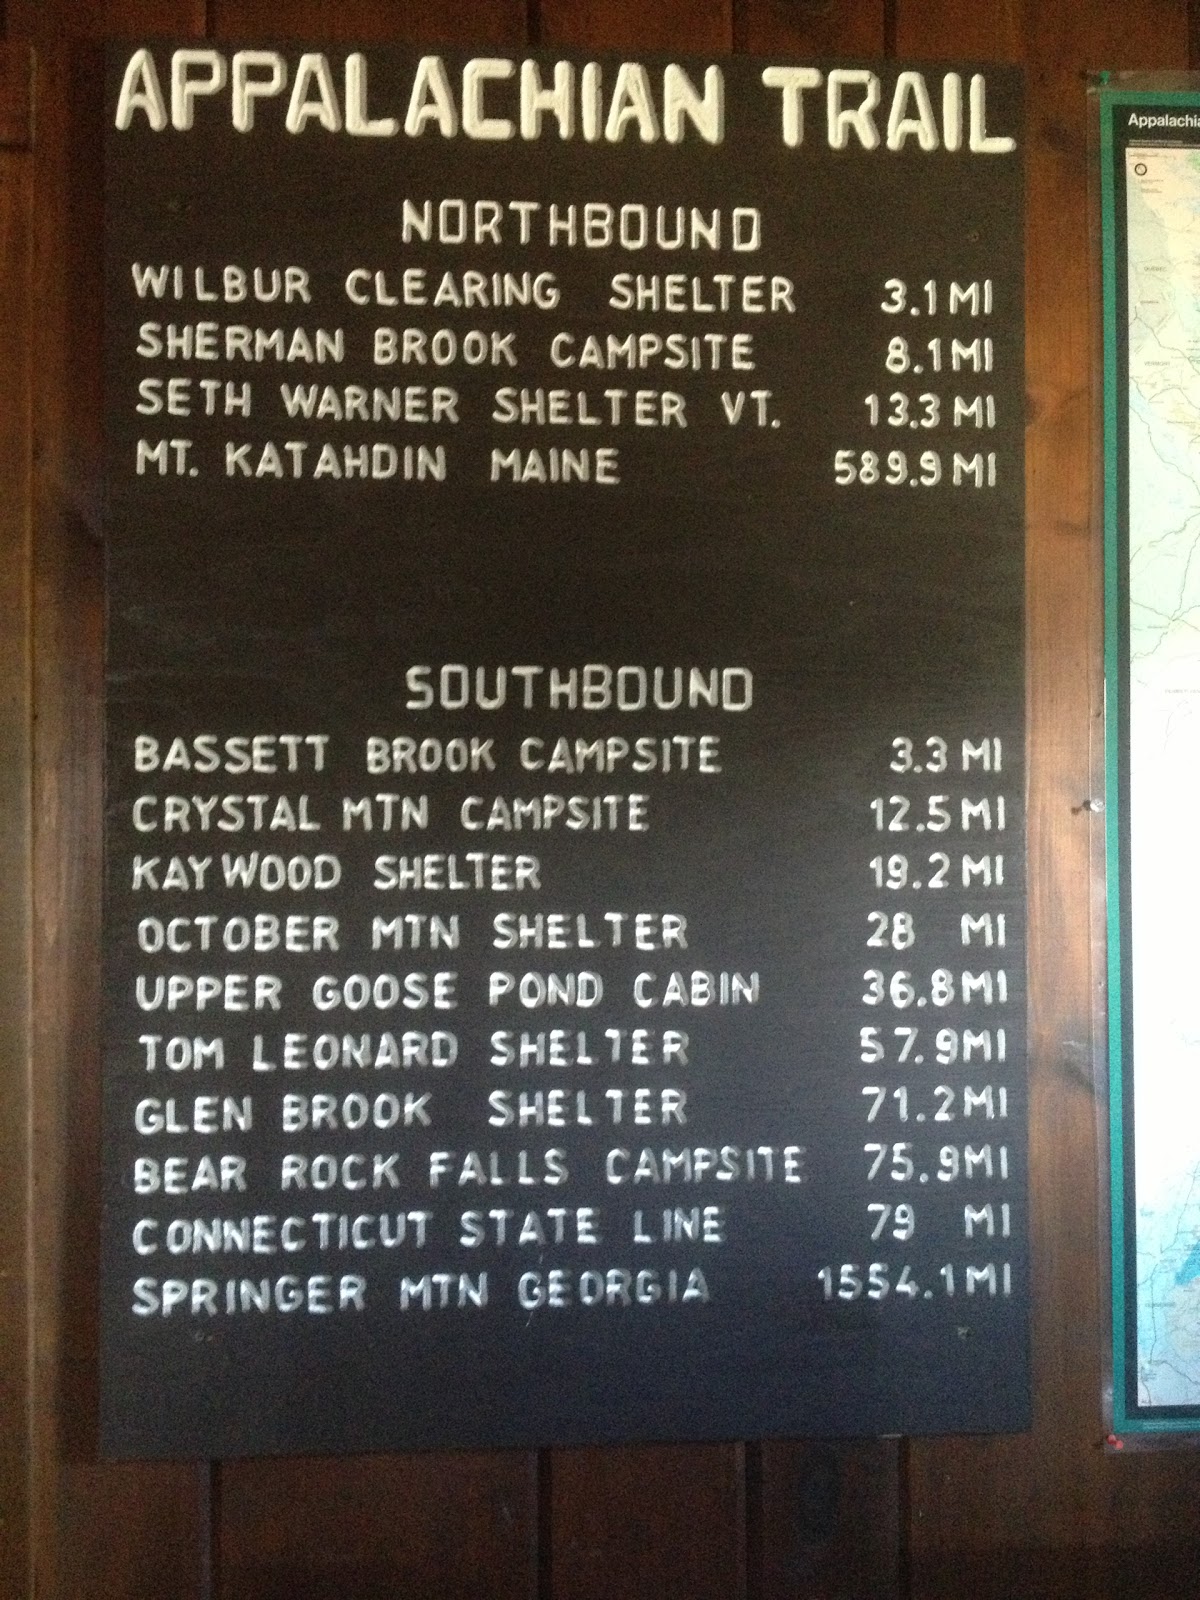 APPALACHIAN TRAIL
Appalachia
NORTHBOUND
WILBUR CLEARING SHELTER 3.1 MI
SHERMAN BROOK CAMPSITE 8.1 MI
SETH WARNER SHELTER VT. 13.3 MI
MT. KATAHDIN MAINE 589.9 MI
SOUTHBOUND
BASSETT BROOK CAMPSITE 3.3 MI
CRYSTAL MTN CAMPSITE 12.5 MI
KAYWOOD SHELTER 19.2 MI
OCTOBER MTN SHELTER 28 MI
UPPER GOOSE POND CABIN 36.8 MI
TOM LEONARD SHELTER 57.9 MI
GLEN BROOK SHELTER 71.2 MI
BEAR ROCK FALLS CAMPSITE 75.9 MI
CONNECTICUT STATE LINE 79 MI
SPRINGER MTN GEORGIA 1554.1 MI